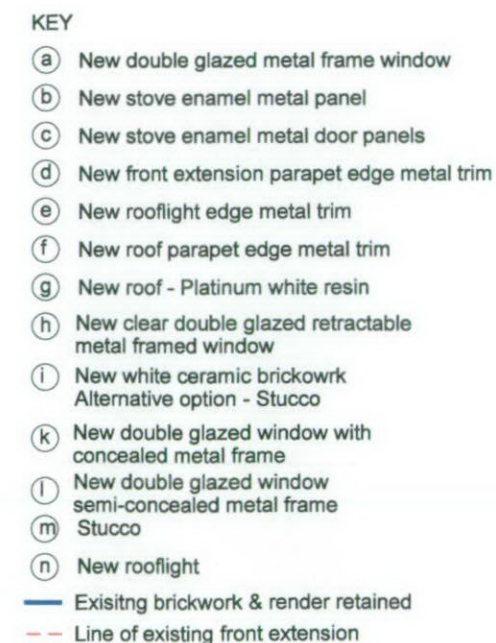 KEY
a New double glazed metal frame window
b New stove enamel metal panel
c New stove enamel metal door panels
d New front extension parapet edge metal trim
e New rooflight edge metal trim
f New roof parapet edge metal trim
g New roof - Platinum white resin
h New clear double glazed retractable
metal framed window
i New white ceramic brickowrk
Alternative option - Stucco
k New double glazed window with
concealed metal frame
l New double glazed window
semi-concealed metal frame
m Stucco
n New rooflight
Exisitng brickwork & render retained
Line of existing front extension